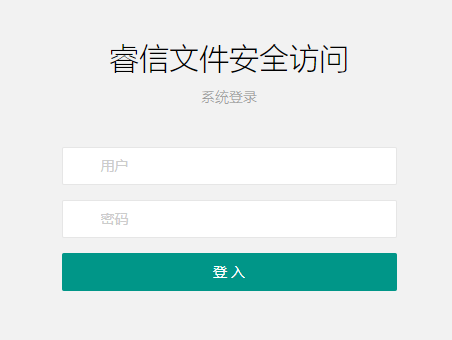 睿信文件安全访问
系统登录
用户
密码
登 入